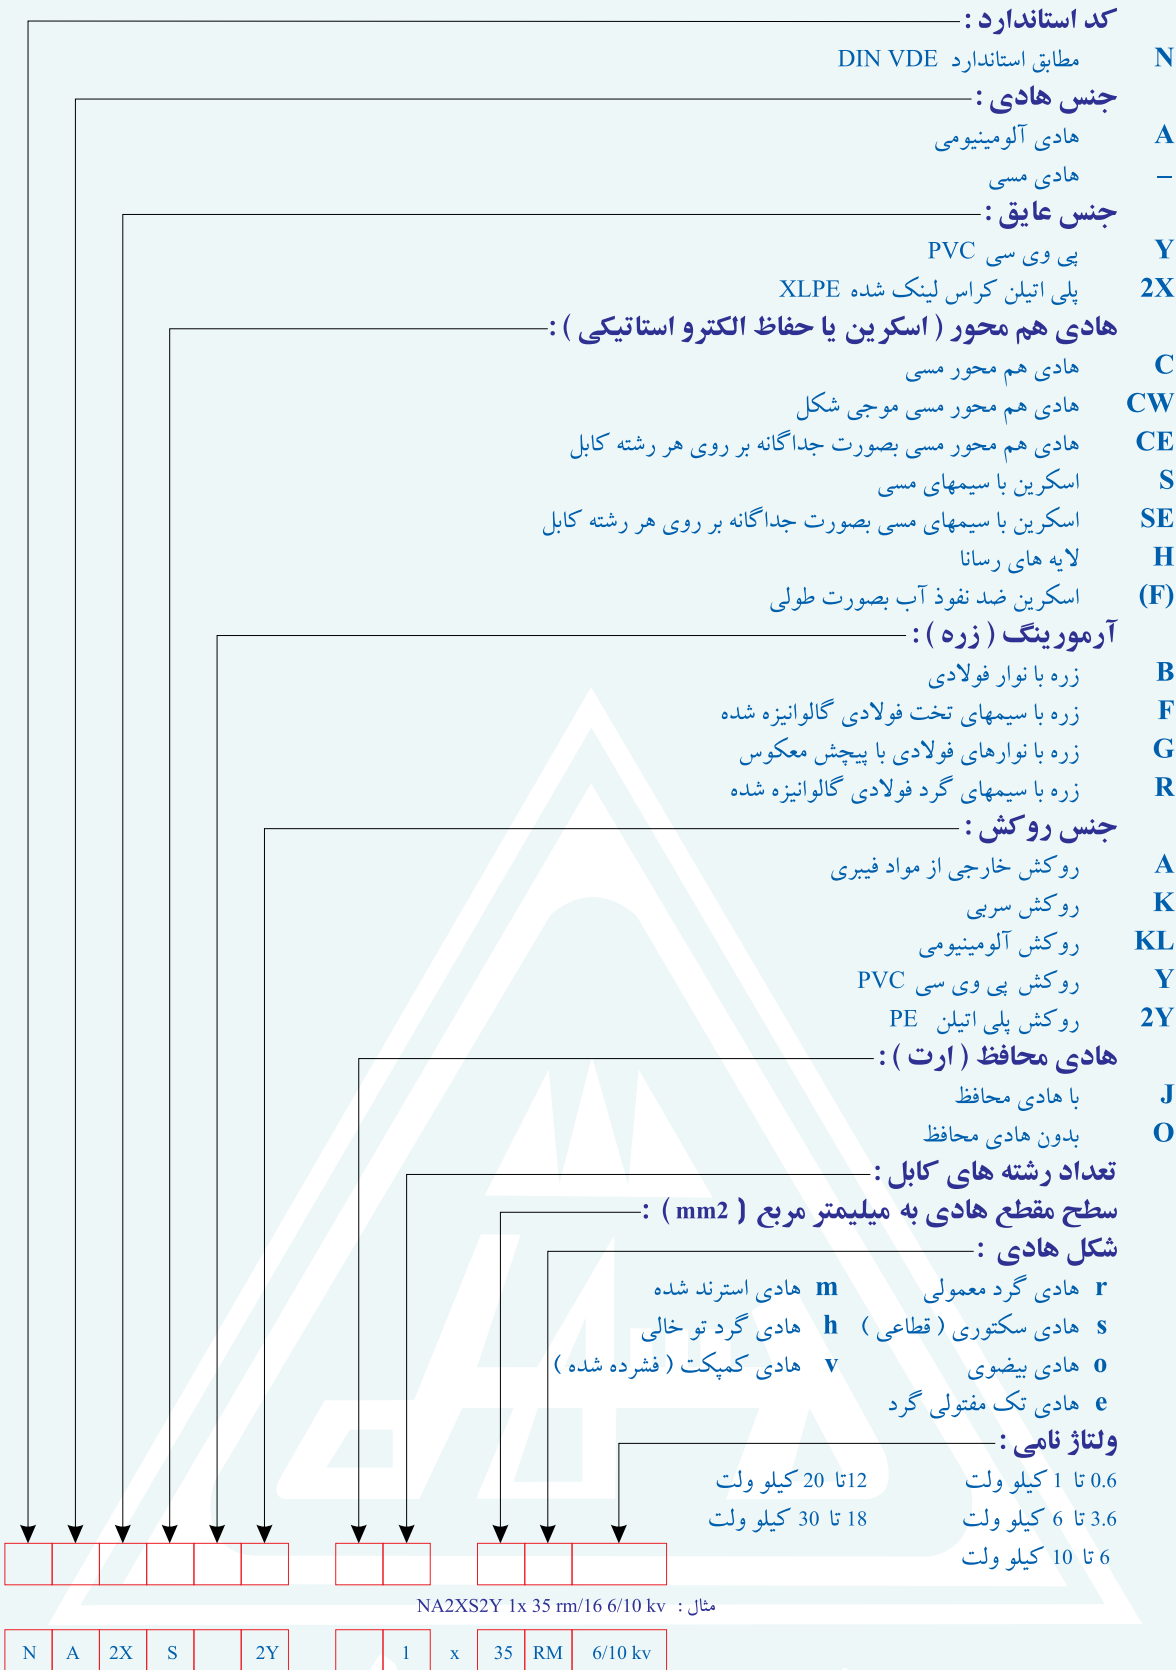 کد استاندارد :
N مطابق استاندارد DIN VDE
جنس هادی :
A هادی آلومینیومی
– هادی مسی
جنس عایق :
Y پی وی سی PVC
2X پلی اتیلن کراس لینک شده XLPE
هادی هم محور ( اسکرین یا حفاظ الکترو استاتیکی ) :
C هادی هم محور مسی
CW هادی هم محور مسی موجی شکل
CE هادی هم محور مسی بصورت جداگانه بر روی هر رشته کابل
S اسکرین با سیمهای مسی
SE اسکرین با سیمهای مسی بصورت جداگانه بر روی هر رشته کابل
H لایه های رسانا
(F) اسکرین ضد نفوذ آب بصورت طولی
آرمورینگ ( زره ) :
B زره با نوار فولادی
F زره با سیمهای تخت فولادی گالوانیزه شده
G زره با نوارهای فولادی با پیچش معکوس
R زره با سیمهای گرد فولادی گالوانیزه شده
جنس روکش :
A روکش خارجی از مواد فیبری
K روکش سربی
KL روکش آلومینیومی
Y روکش پی وی سی PVC
2Y روکش پلی اتیلن PE
هادی محافظ ( ارت ) :
J با هادی محافظ
O بدون هادی محافظ
تعداد رشته های کابل :
سطح مقطع هادی به میلیمتر مربع ( mm2 ) :
شکل هادی :
r هادی گرد معمولی m هادی استرند شده
s هادی سکتوری ( قطاعی ) h هادی گرد تو خالی
o هادی بیضوی v هادی کمپکت ( فشرده شده )
e هادی تک مفتولی گرد
ولتاژ نامی :
0.6 تا 1 کیلو ولت 12تا 20 کیلو ولت
3.6 تا 6 کیلو ولت 18 تا 30 کیلو ولت
6 تا 10 کیلو ولت
مثال : NA2XS2Y 1x 35 rm/16 6/10 kv
N A 2X S 2Y 1 x 35 RM 6/10 kv